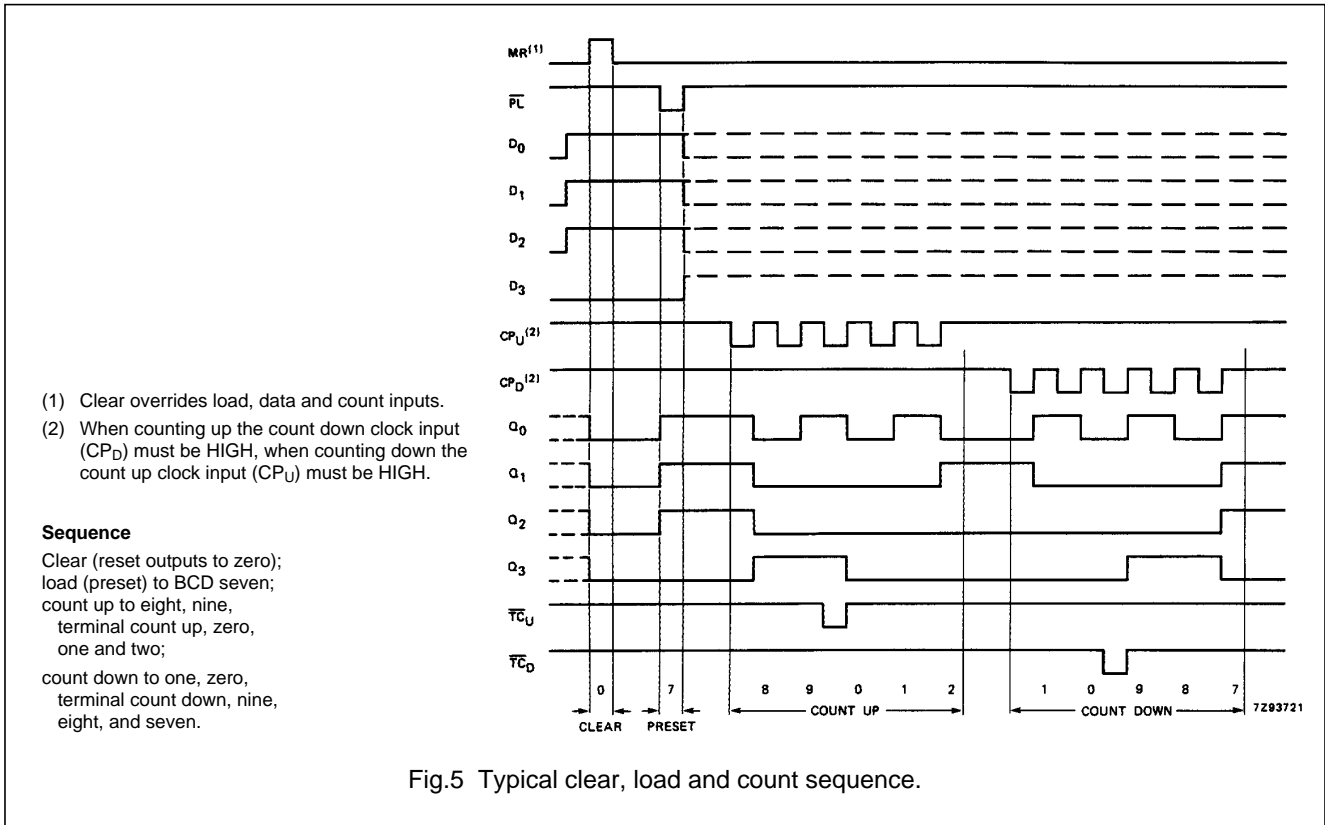 MR(1)
PL
D0
D1
D2
D3
CPU(2)
CPD(2)
Q0
Q1
Q2
Q3
TCU
TCD
0 7 8 9 0 1 2 1 0 9 8 7
CLEAR PRESET COUNT UP COUNT DOWN 7Z93721
(1) Clear overrides load, data and count inputs.
(2) When counting up the count down clock input
(CPD) must be HIGH, when counting down the
count up clock input (CPU) must be HIGH.
Sequence
Clear (reset outputs to zero);
load (preset) to BCD seven;
count up to eight, nine,
terminal count up, zero,
one and two;
count down to one, zero,
terminal count down, nine,
eight, and seven.
Fig.5 Typical clear, load and count sequence.